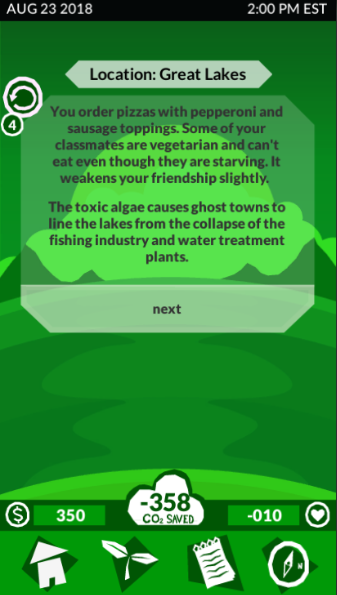 AUG 23 2018 2:00 PM EST
Location: Great Lakes
4
You order pizzas with pepperoni and
sausage toppings. Some of your
classmates are vegetarian and can't
eat even though they are starving. It
weakens your friendship slightly.
The toxic algae causes ghost towns to
line the lakes from the collapse of the
fishing industry and water treatment
plants.
next
$ 350
-358
CO₂ SAVED
-010
N